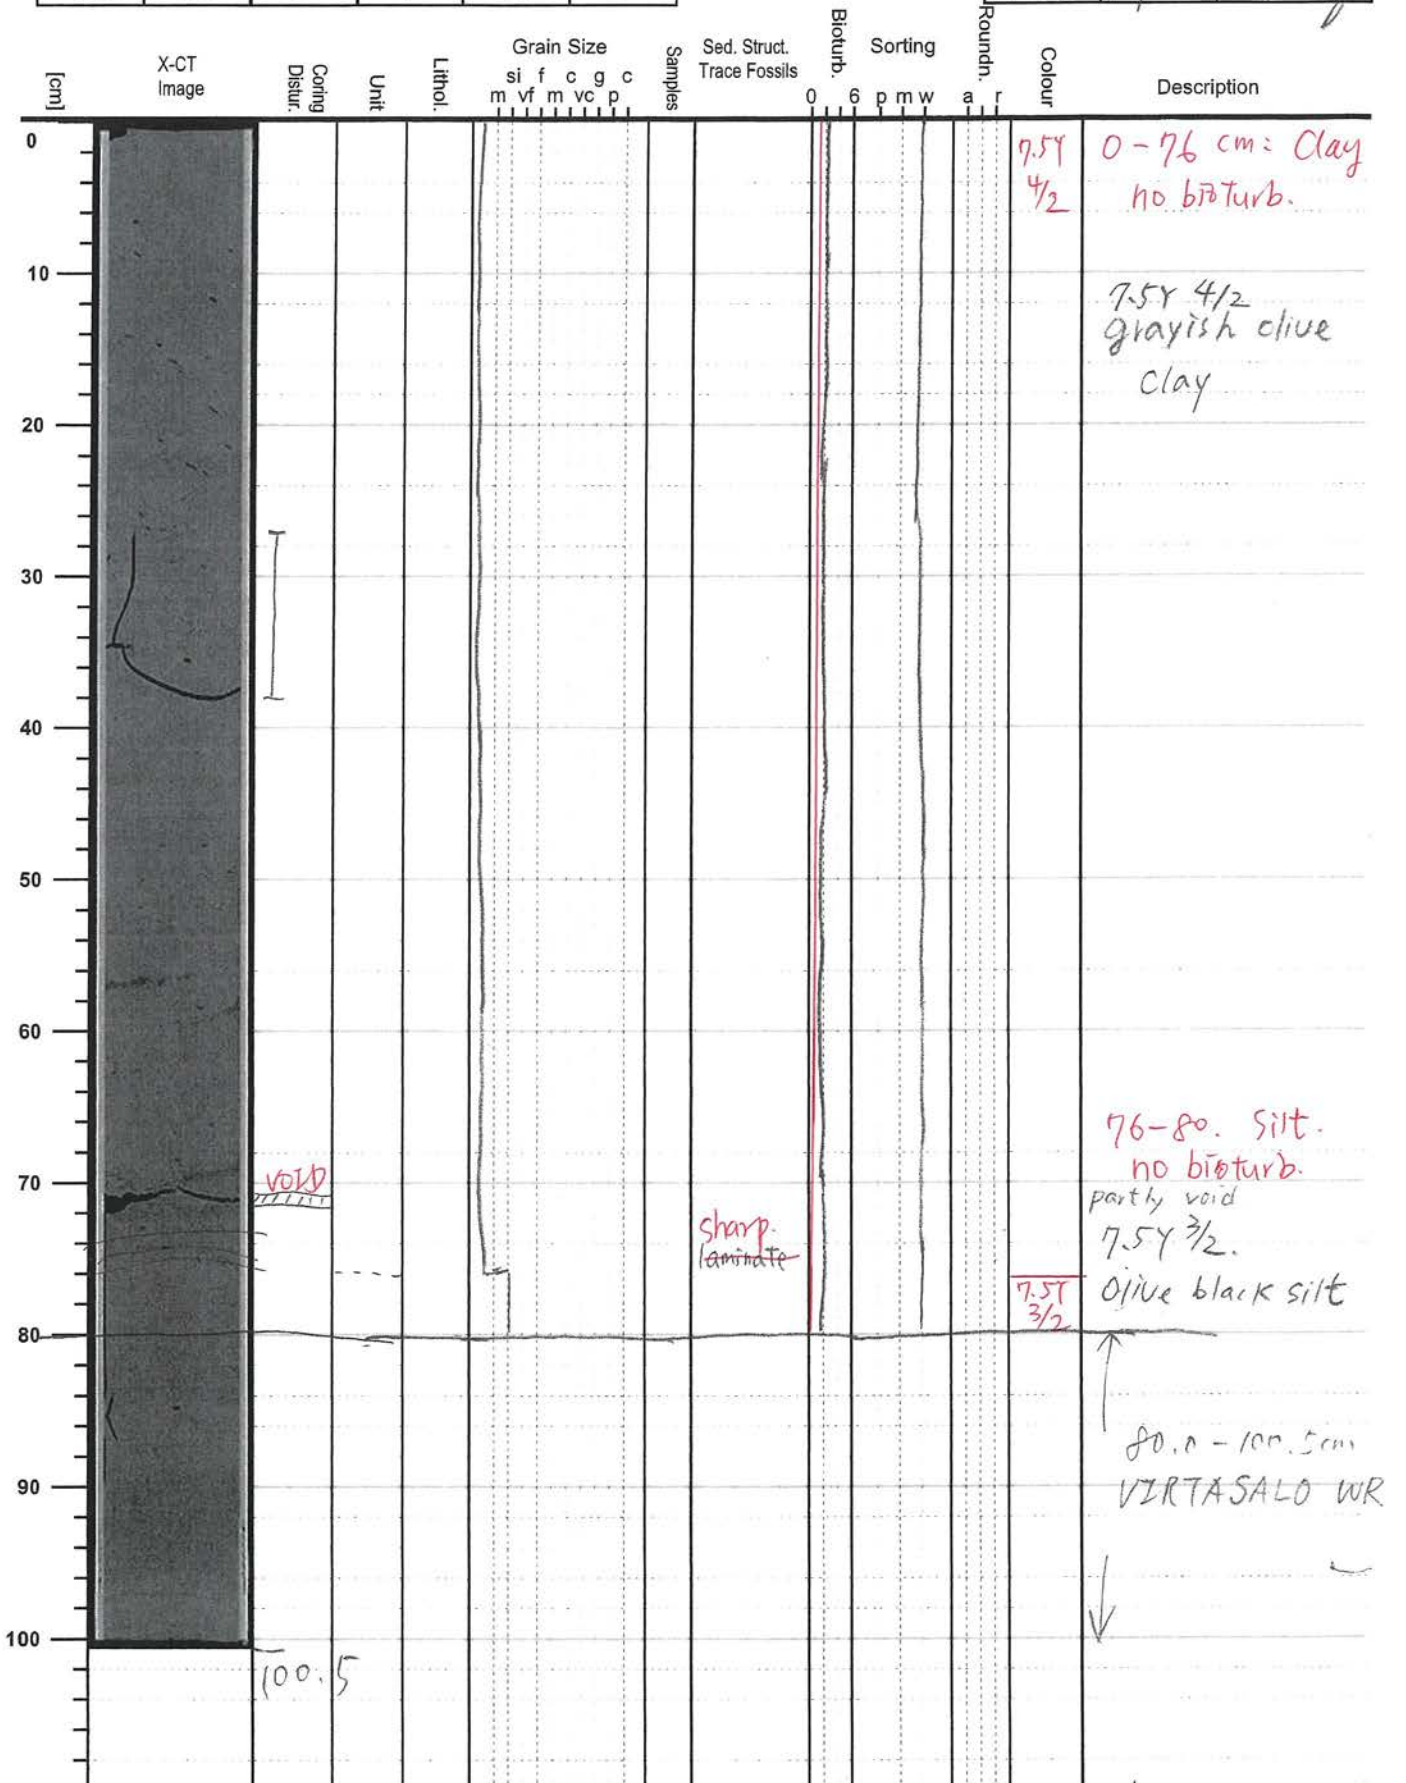 [cm]
X-CT
Image
Coring
Distur.
Unit
Lithol.
Grain Size
si f c g c
m vf m vc p
Samples
Sed. Struct.
Trace Fossils
Bioturb.
0 6
Sorting
p m w
Roundn.
a r
Colour
Description
0
7.5Y
4/2
0-76 cm: Clay
no bioturb.
10
7.5Y 4/2
grayish olive
clay
20
30
40
50
60
76-80. Silt.
no bioturb.
70
VOID
partly void
sharp.
laminate
7.5Y 3/2.
7.5Y
3/2
Olive black silt
80
80.0-100.5cm
90
VIRTASALO WR
100
100.5